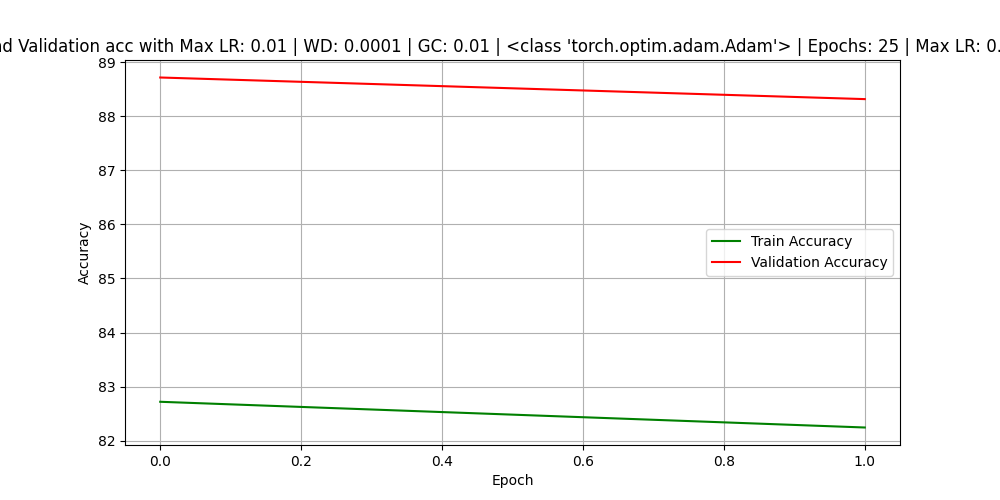 d Validation acc with Max LR: 0.01 | WD: 0.0001 | GC: 0.01 | <class 'torch.optim.adam.Adam'> | Epochs: 25 | Max LR: 0.
89
88
87
86
85
84
83
82
Accuracy
Train Accuracy
Validation Accuracy
0.0 0.2 0.4 0.6 0.8 1.0
Epoch